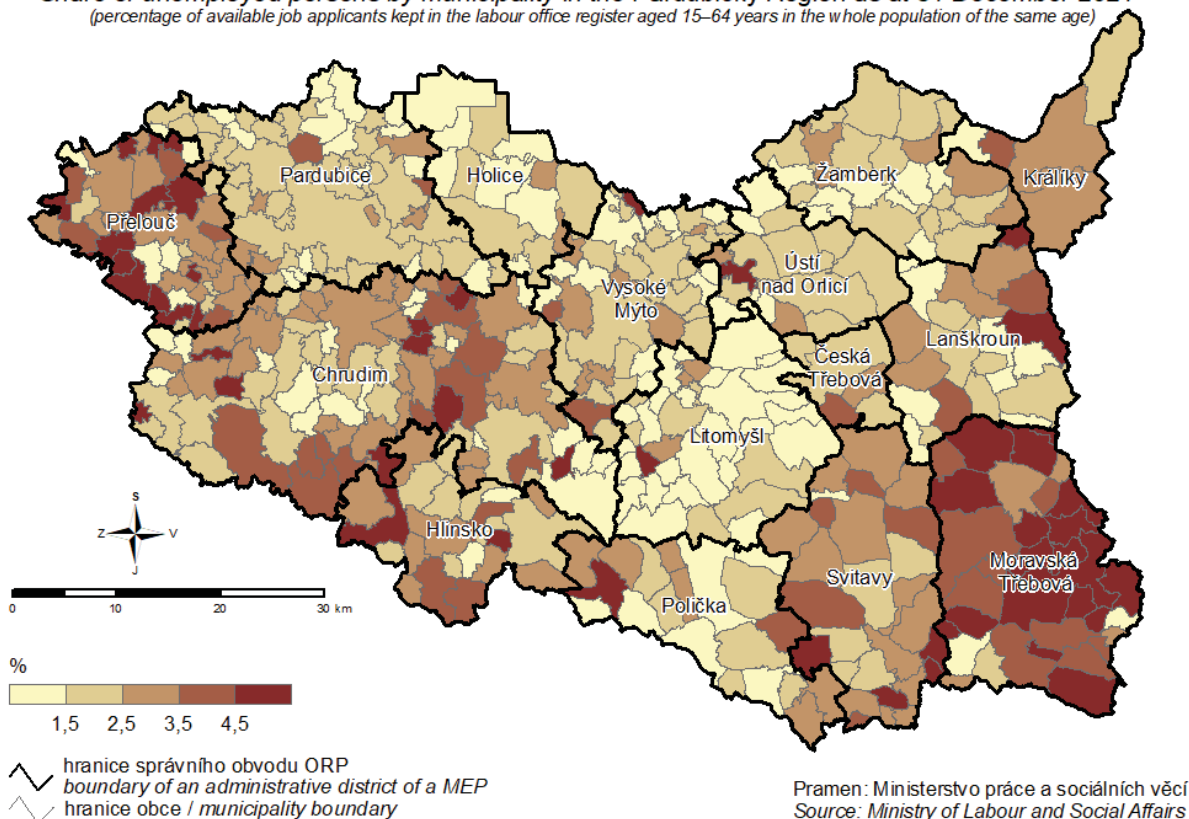 (percentage of available job applicants kept in the labour office register aged 15–64 years in the whole population of the same age)
Pardubice
Holice
Žamberk
Králíky
Přelouč
Ústí
nad Orlicí
Vysoké
Mýto
Lanškroun
Česká
Třebová
Chrudim
Litomyšl
Hlinsko
Moravská
Třebová
Svitavy
Polička
S
Z V
J
0 10 20 30 km
%
1,5 2,5 3,5 4,5
hranice správního obvodu ORP
boundary of an administrative district of a MEP
hranice obce / municipality boundary
Pramen: Ministerstvo práce a sociálních věcí
Source: Ministry of Labour and Social Affairs